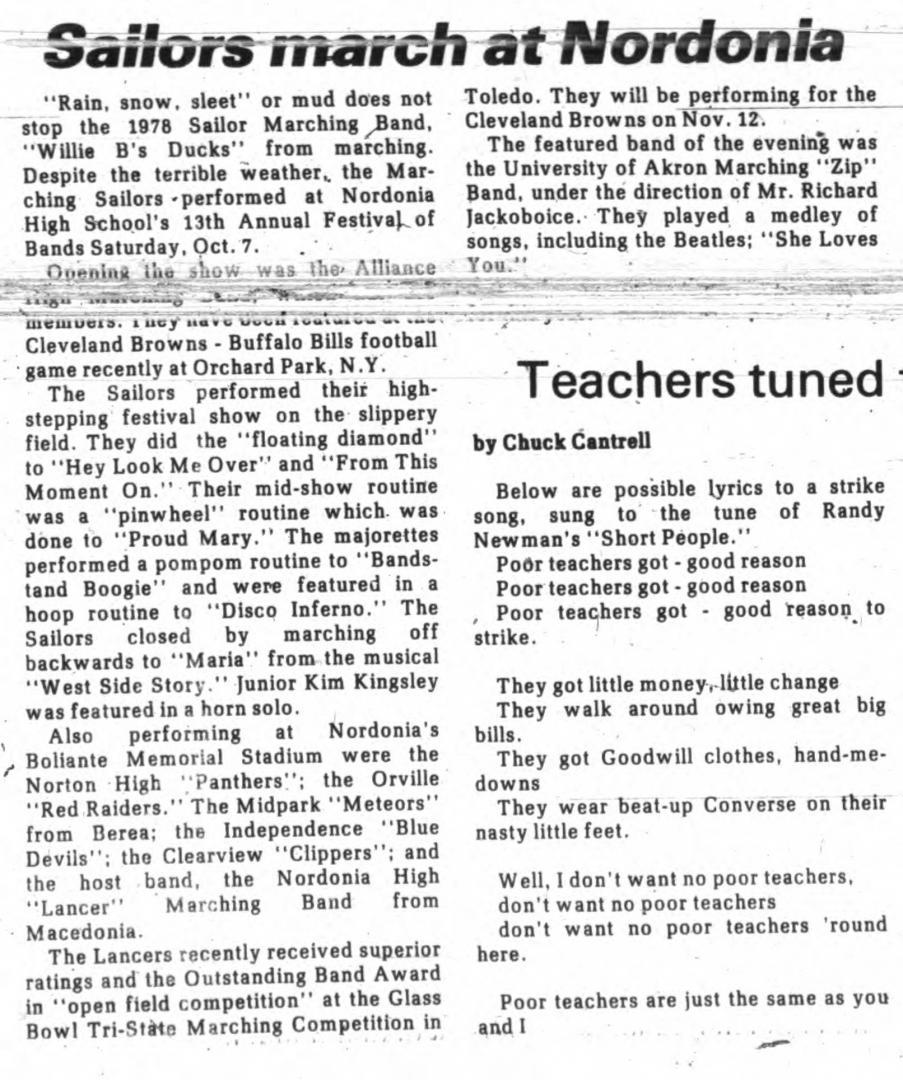 Sailors march at Nordonia
"Rain, snow, sleet" or mud does not
stop the 1978 Sailor Marching Band,
"Willie B's Ducks" from marching.
Despite the terrible weather, the Mar-
ching Sailors performed at Nordonia
High School's 13th Annual Festival of
Bands Saturday, Oct. 7.
Opening the show was the Alliance
High Marching
members. They have been featured at the
Cleveland Browns - Buffalo Bills football
game recently at Orchard Park, N.Y.
The Sailors performed their high-
stepping festival show on the slippery
field. They did the "floating diamond"
to "Hey Look Me Over" and "From This
Moment On." Their mid-show routine
was a "pinwheel" routine which was
done to "Proud Mary." The majorettes
performed a pompom routine to "Bands-
tand Boogie" and were featured in a
hoop routine to "Disco Inferno." The
Sailors closed by marching off
backwards to "Maria" from the musical
"West Side Story." Junior Kim Kingsley
was featured in a horn solo.
Also performing at Nordonia's
Boliante Memorial Stadium were the
Norton High "Panthers"; the Orville
"Red Raiders." The Midpark "Meteors"
from Berea; the Independence "Blue
Devils"; the Clearview "Clippers"; and
the host band, the Nordonia High
"Lancer" Marching Band from
Macedonia.
The Lancers recently received superior
ratings and the Outstanding Band Award
in "open field competition" at the Glass
Bowl Tri-State Marching Competition in
Toledo. They will be performing for the
Cleveland Browns on Nov. 12.
The featured band of the evening was
the University of Akron Marching "Zip"
Band, under the direction of Mr. Richard
Jackoboice. They played a medley of
songs, including the Beatles; "She Loves
You."
Teachers tuned
by Chuck Cantrell
Below are possible lyrics to a strike
song, sung to the tune of Randy
Newman's "Short People."
Poor teachers got - good reason
Poor teachers got - good reason
Poor teachers got - good reason to
strike.
They got little money, little change
They walk around owing great big
bills.
They got Goodwill clothes, hand-me-
downs
They wear beat-up Converse on their
nasty little feet.
Well, I don't want no poor teachers,
don't want no poor teachers
don't want no poor teachers 'round
here.
Poor teachers are just the same as you
and I